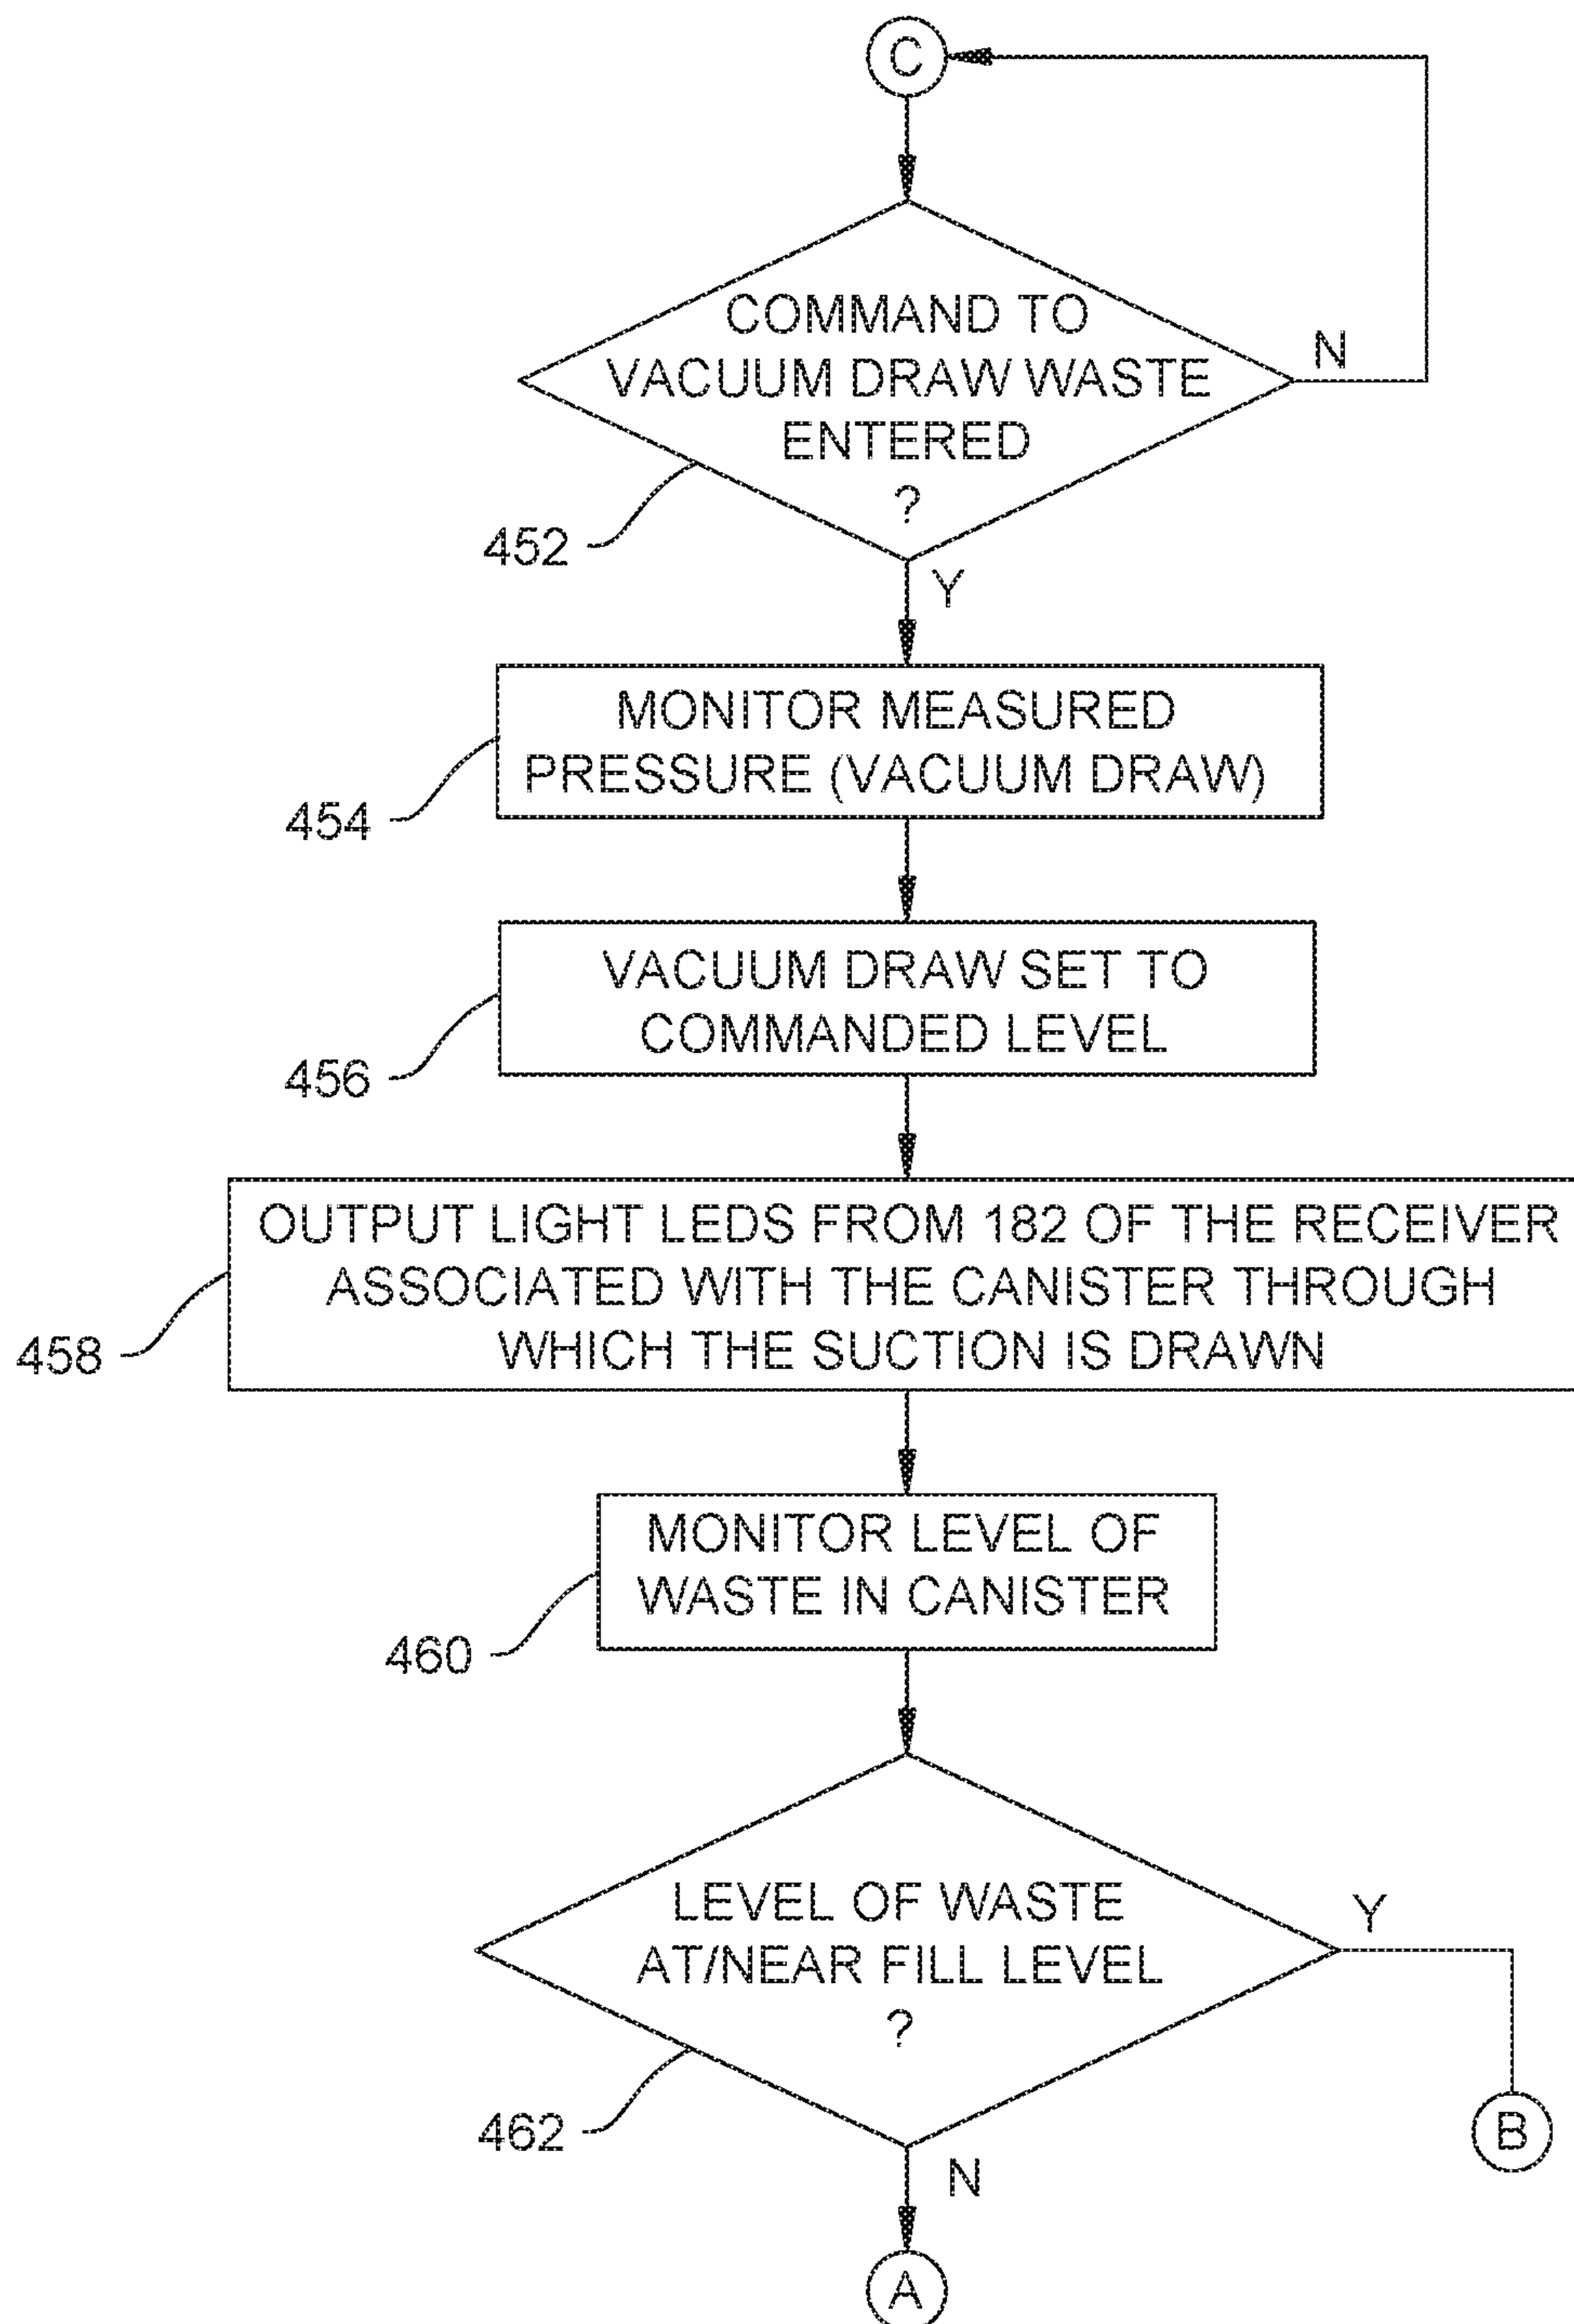 C
COMMAND TO
VACUUM DRAW WASTE
ENTERED
?
N
452
Y
MONITOR MEASURED
PRESSURE (VACUUM DRAW)
454
VACUUM DRAW SET TO
COMMANDED LEVEL
456
OUTPUT LIGHT LEDS FROM 182 OF THE RECEIVER
ASSOCIATED WITH THE CANISTER THROUGH
WHICH THE SUCTION IS DRAWN
458
MONITOR LEVEL OF
WASTE IN CANISTER
460
LEVEL OF WASTE
AT/NEAR FILL LEVEL
?
Y
462
B
N
A